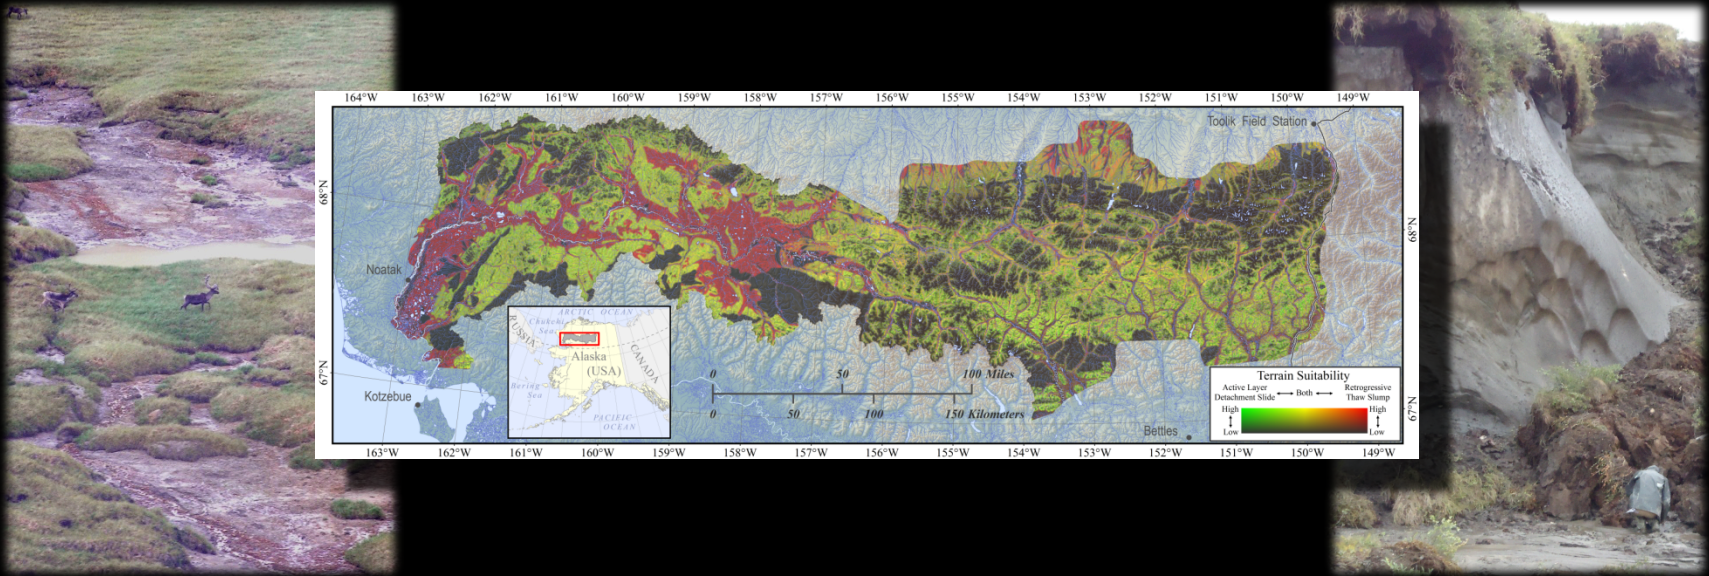 164°W 163°W 162°W 161°W 160°W 159°W 158°W 157°W 156°W 155°W 154°W 153°W 152°W 151°W 150°W 149°W
Toolik Field Station
68°N
68°N
Noatak
67°N
Kotzebue
67°N
Bettles
ARCTIC OCEAN
Chukchi
Sea
RUSSIA
Alaska
(USA)
CANADA
Bering
Sea
PACIFIC
OCEAN
0 50 100 Miles
0 50 100 150 Kilometers
Terrain Suitability
Active Layer
Detachment Slide
Both
Retrogressive
Thaw Slump
High
Low
High
Low
163°W 162°W 161°W 160°W 159°W 158°W 157°W 156°W 155°W 154°W 153°W 152°W 151°W 150°W 149°W